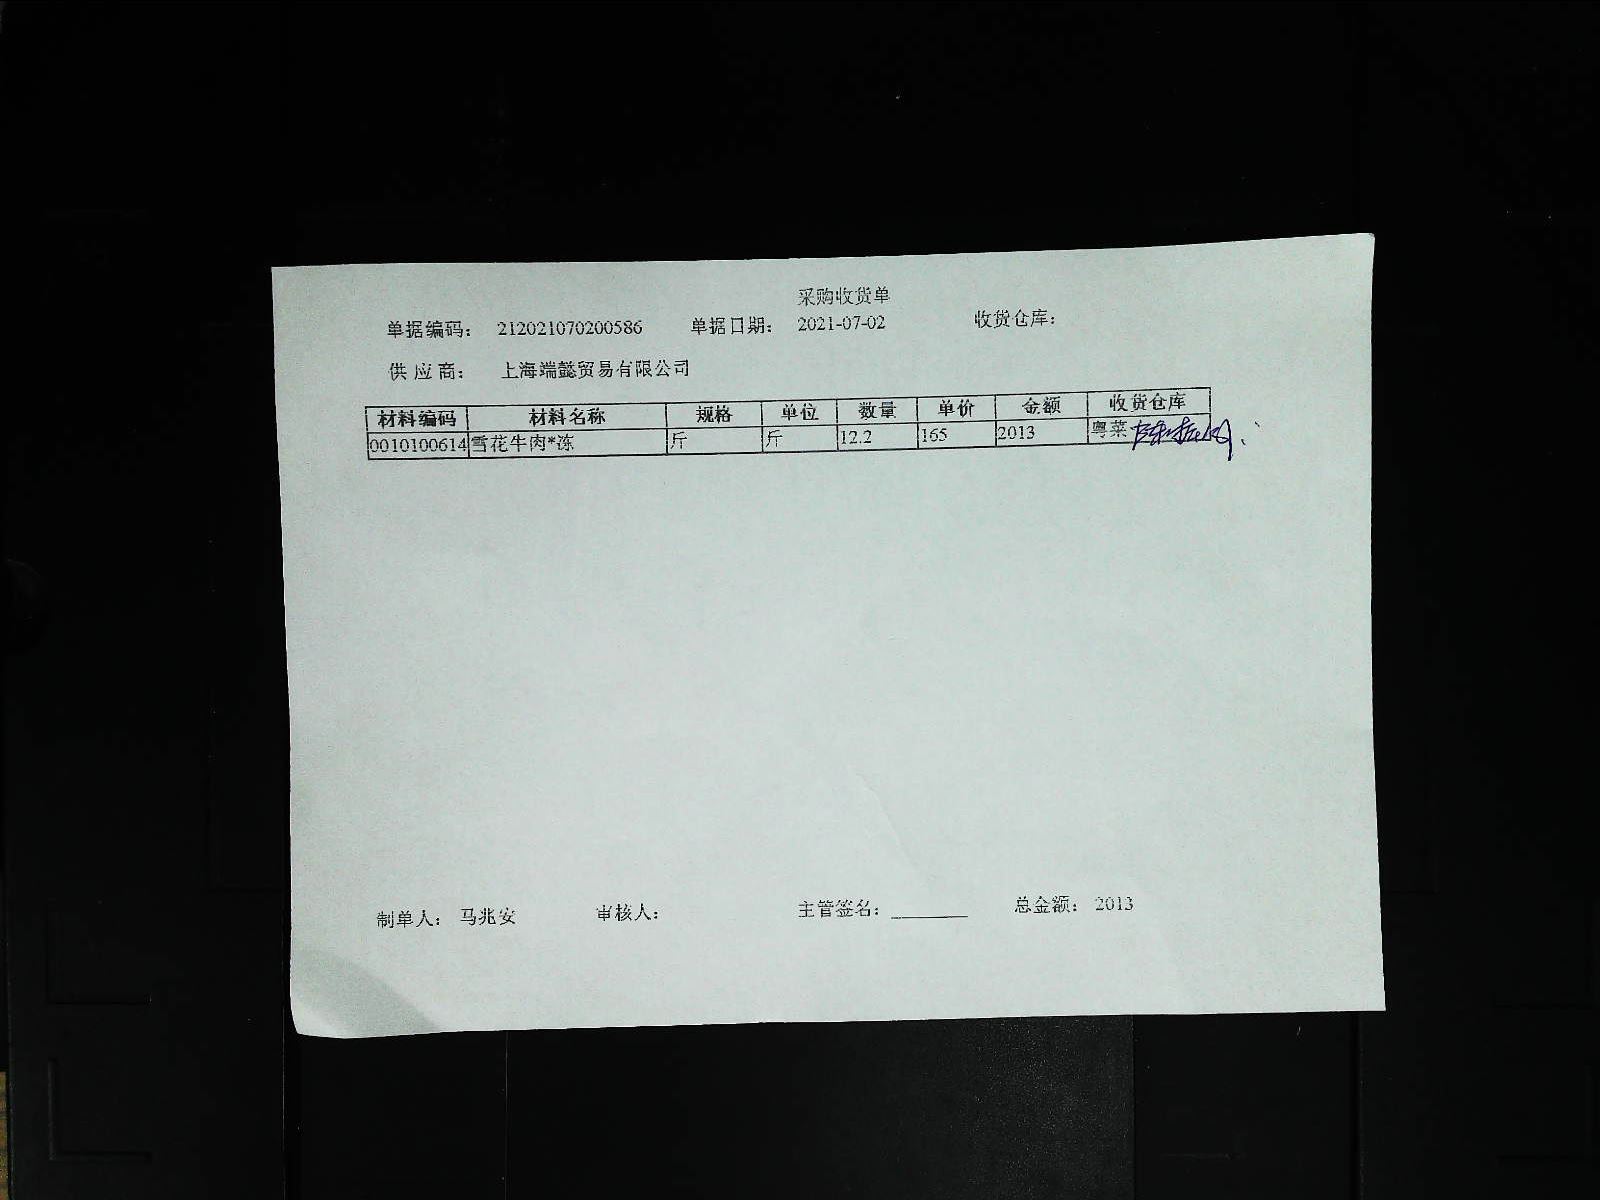 采购收货单
单据编码： 212021070200586 单据日期： 2021-07-02 收货仓库：
供 应 商： 上海端懿贸易有限公司
材料编码 材料名称 规格 单位 数量 单价 金额 收货仓库
0010100614 雪花牛肉*冻 斤 斤 12.2 165 2013 粤菜
制单人： 马兆安 审核人： 主管签名： 总金额： 2013